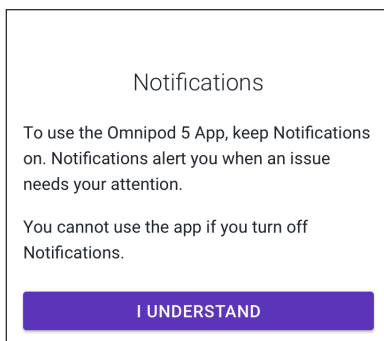 Notifications
To use the Omnipod 5 App, keep Notifications
on. Notifications alert you when an issue
needs your attention.
You cannot use the app if you turn off
Notifications.
I UNDERSTAND